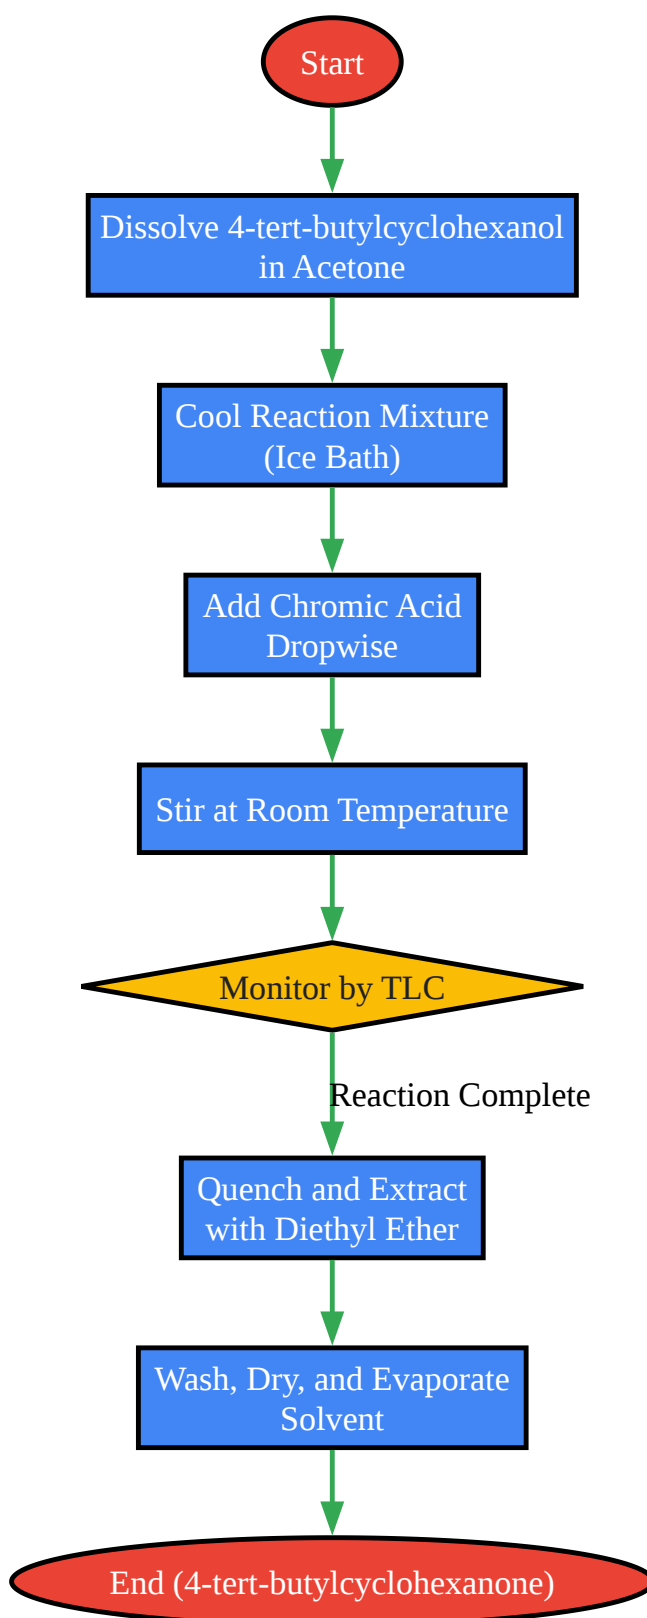 Start
Dissolve 4-tert-butylcyclohexanol
in Acetone
Cool Reaction Mixture
(Ice Bath)
Add Chromic Acid
Dropwise
Stir at Room Temperature
Monitor by TLC
Reaction Complete
Quench and Extract
with Diethyl Ether
Wash, Dry, and Evaporate
Solvent
End (4-tert-butylcyclohexanone)